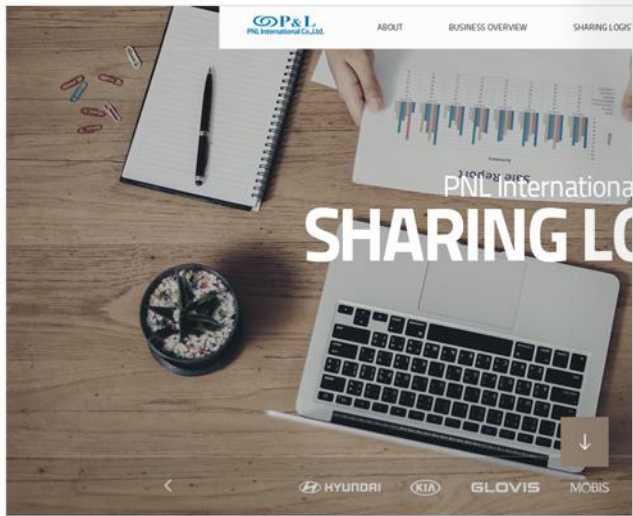 P&L
PNL International Co., Ltd.
ABOUT
BUSINESS OVERVIEW
SHARING LOGIS
Summary
Sale Report
PNL Internationa
SHARING LO
HYUNDAI
KIA
GLOVIS
MOBIS